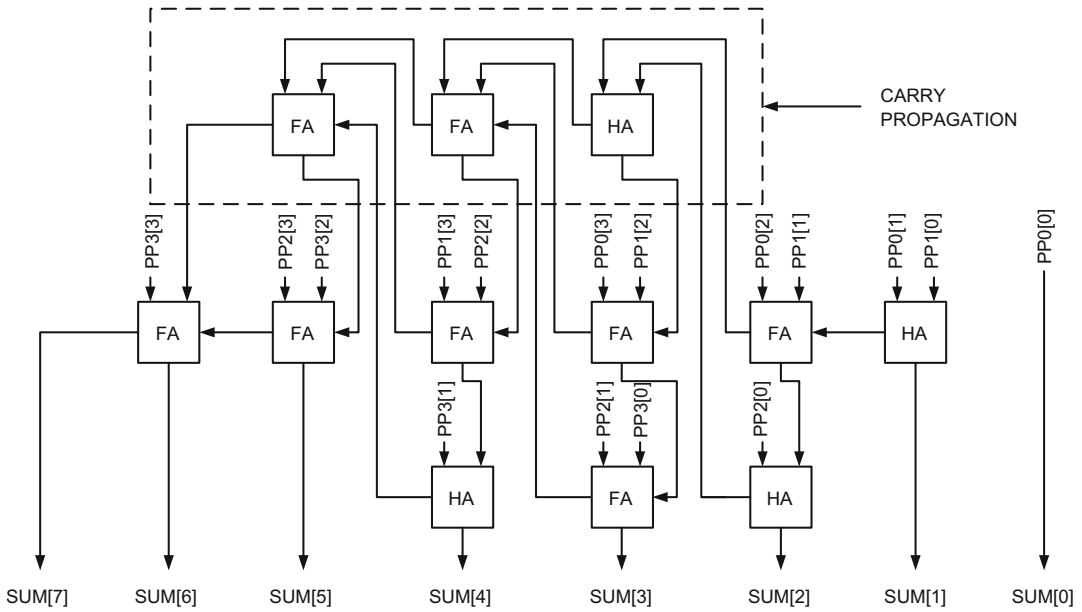 CARRY
PROPAGATION
FA
FA
HA
PP3[3]
PP2[3]
PP3[2]
PP1[3]
PP2[2]
PP0[3]
PP1[2]
PP0[2]
PP1[1]
PP0[1]
PP1[0]
PP0[0]
FA
FA
FA
FA
FA
HA
PP3[1]
PP2[1]
PP3[0]
PP2[0]
HA
FA
HA
SUM[7]
SUM[6]
SUM[5]
SUM[4]
SUM[3]
SUM[2]
SUM[1]
SUM[0]